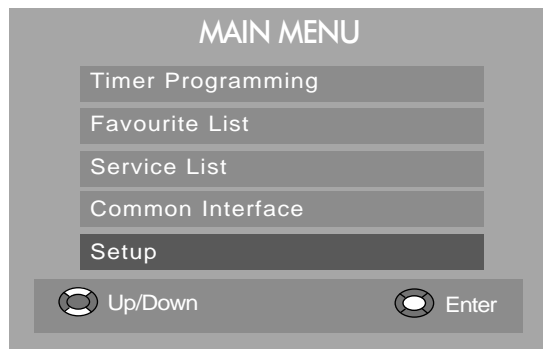 MAIN MENU
Timer Programming
Favourite List
Service List
Common Interface
Setup
Up/Down Enter